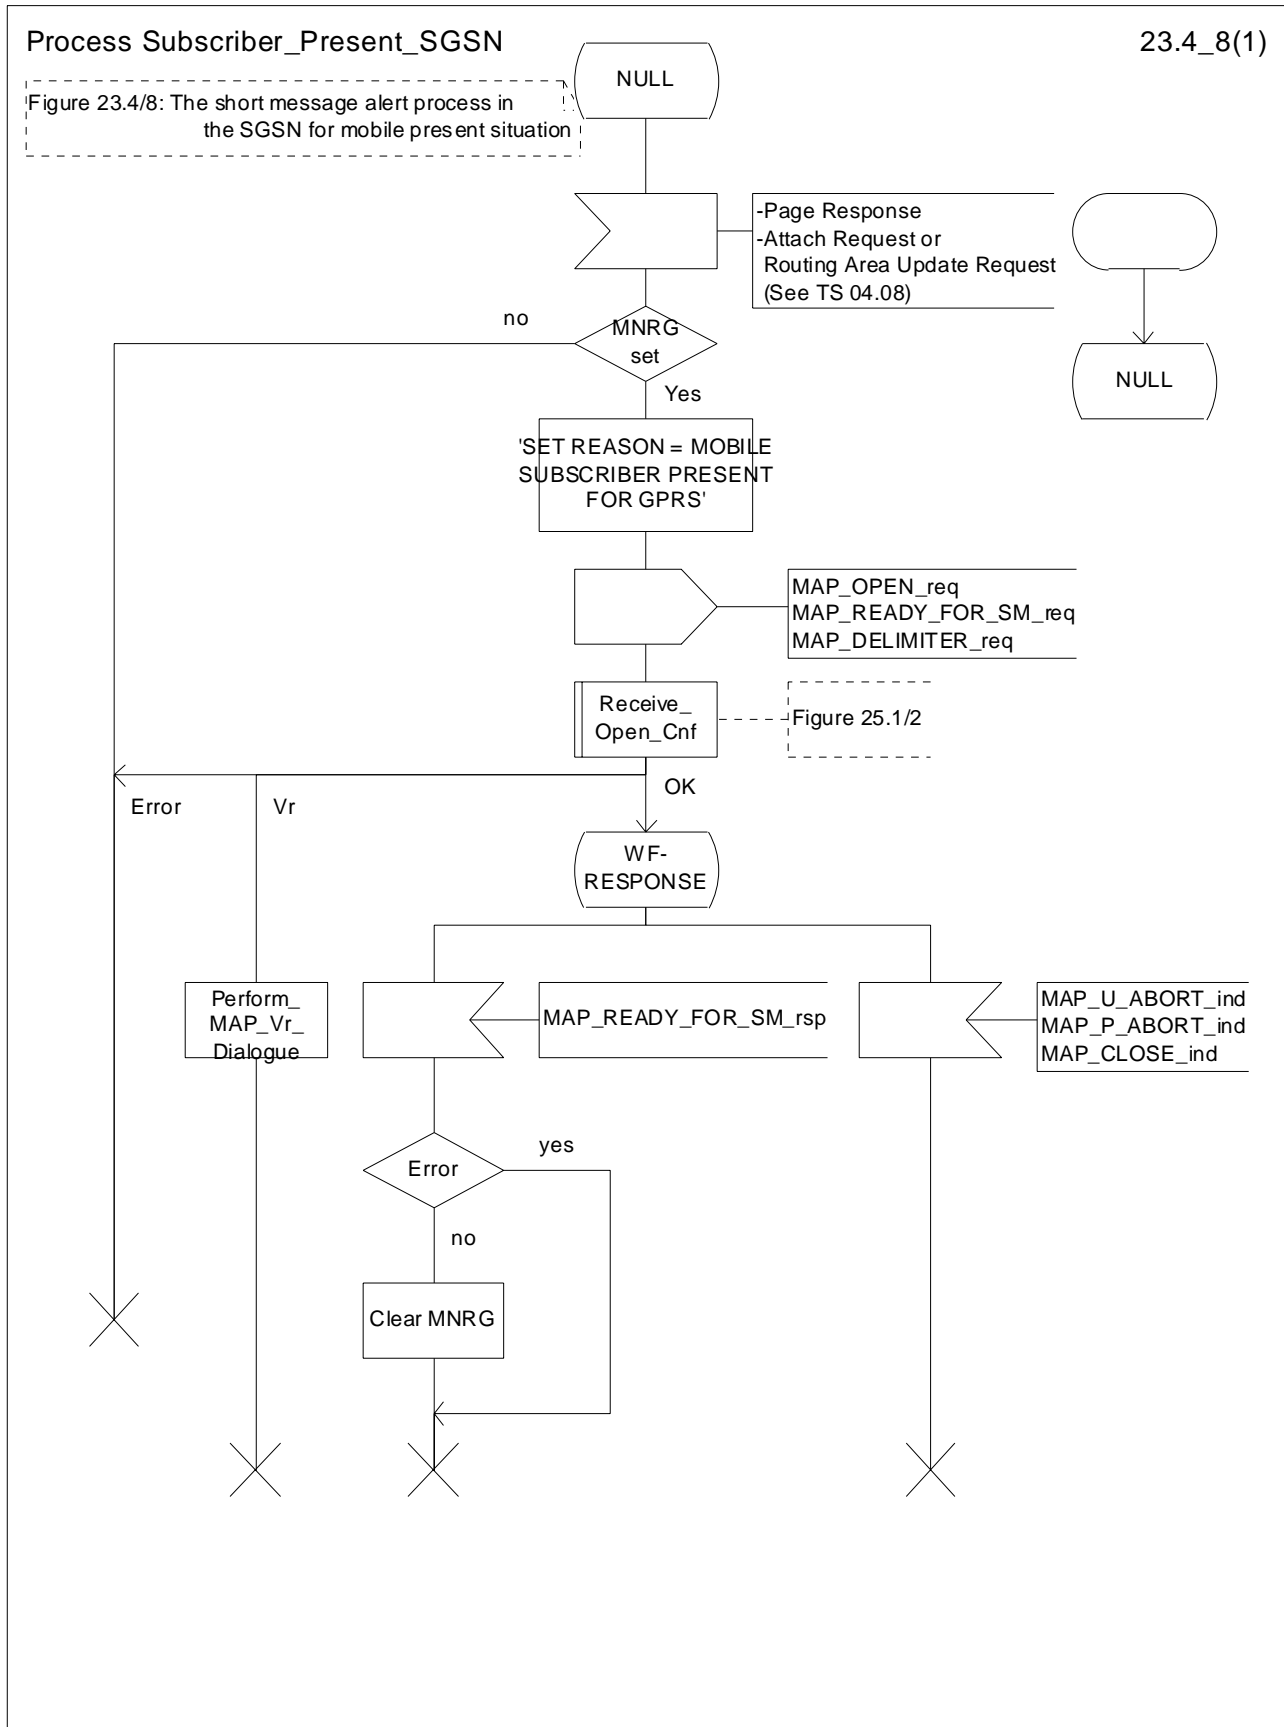 Process Subscriber_Present_SGSN
23.4_8(1)
Figure 23.4/8: The short message alert process in
the SGSN for mobile present situation
NULL
-Page Response
-Attach Request or
Routing Area Update Request
(See TS 04.08)
no
MNRG
set
Yes
NULL
'SET REASON = MOBILE
SUBSCRIBER PRESENT
FOR GPRS'
MAP_OPEN_req
MAP_READY_FOR_SM_req
MAP_DELIMITER_req
Receive_
Open_Cnf
Figure 25.1/2
Error
Vr
OK
WF-
RESPONSE
Perform_
MAP_Vr_
Dialogue
MAP_READY_FOR_SM_rsp
MAP_U_ABORT_ind
MAP_P_ABORT_ind
MAP_CLOSE_ind
Error
yes
no
Clear MNRG